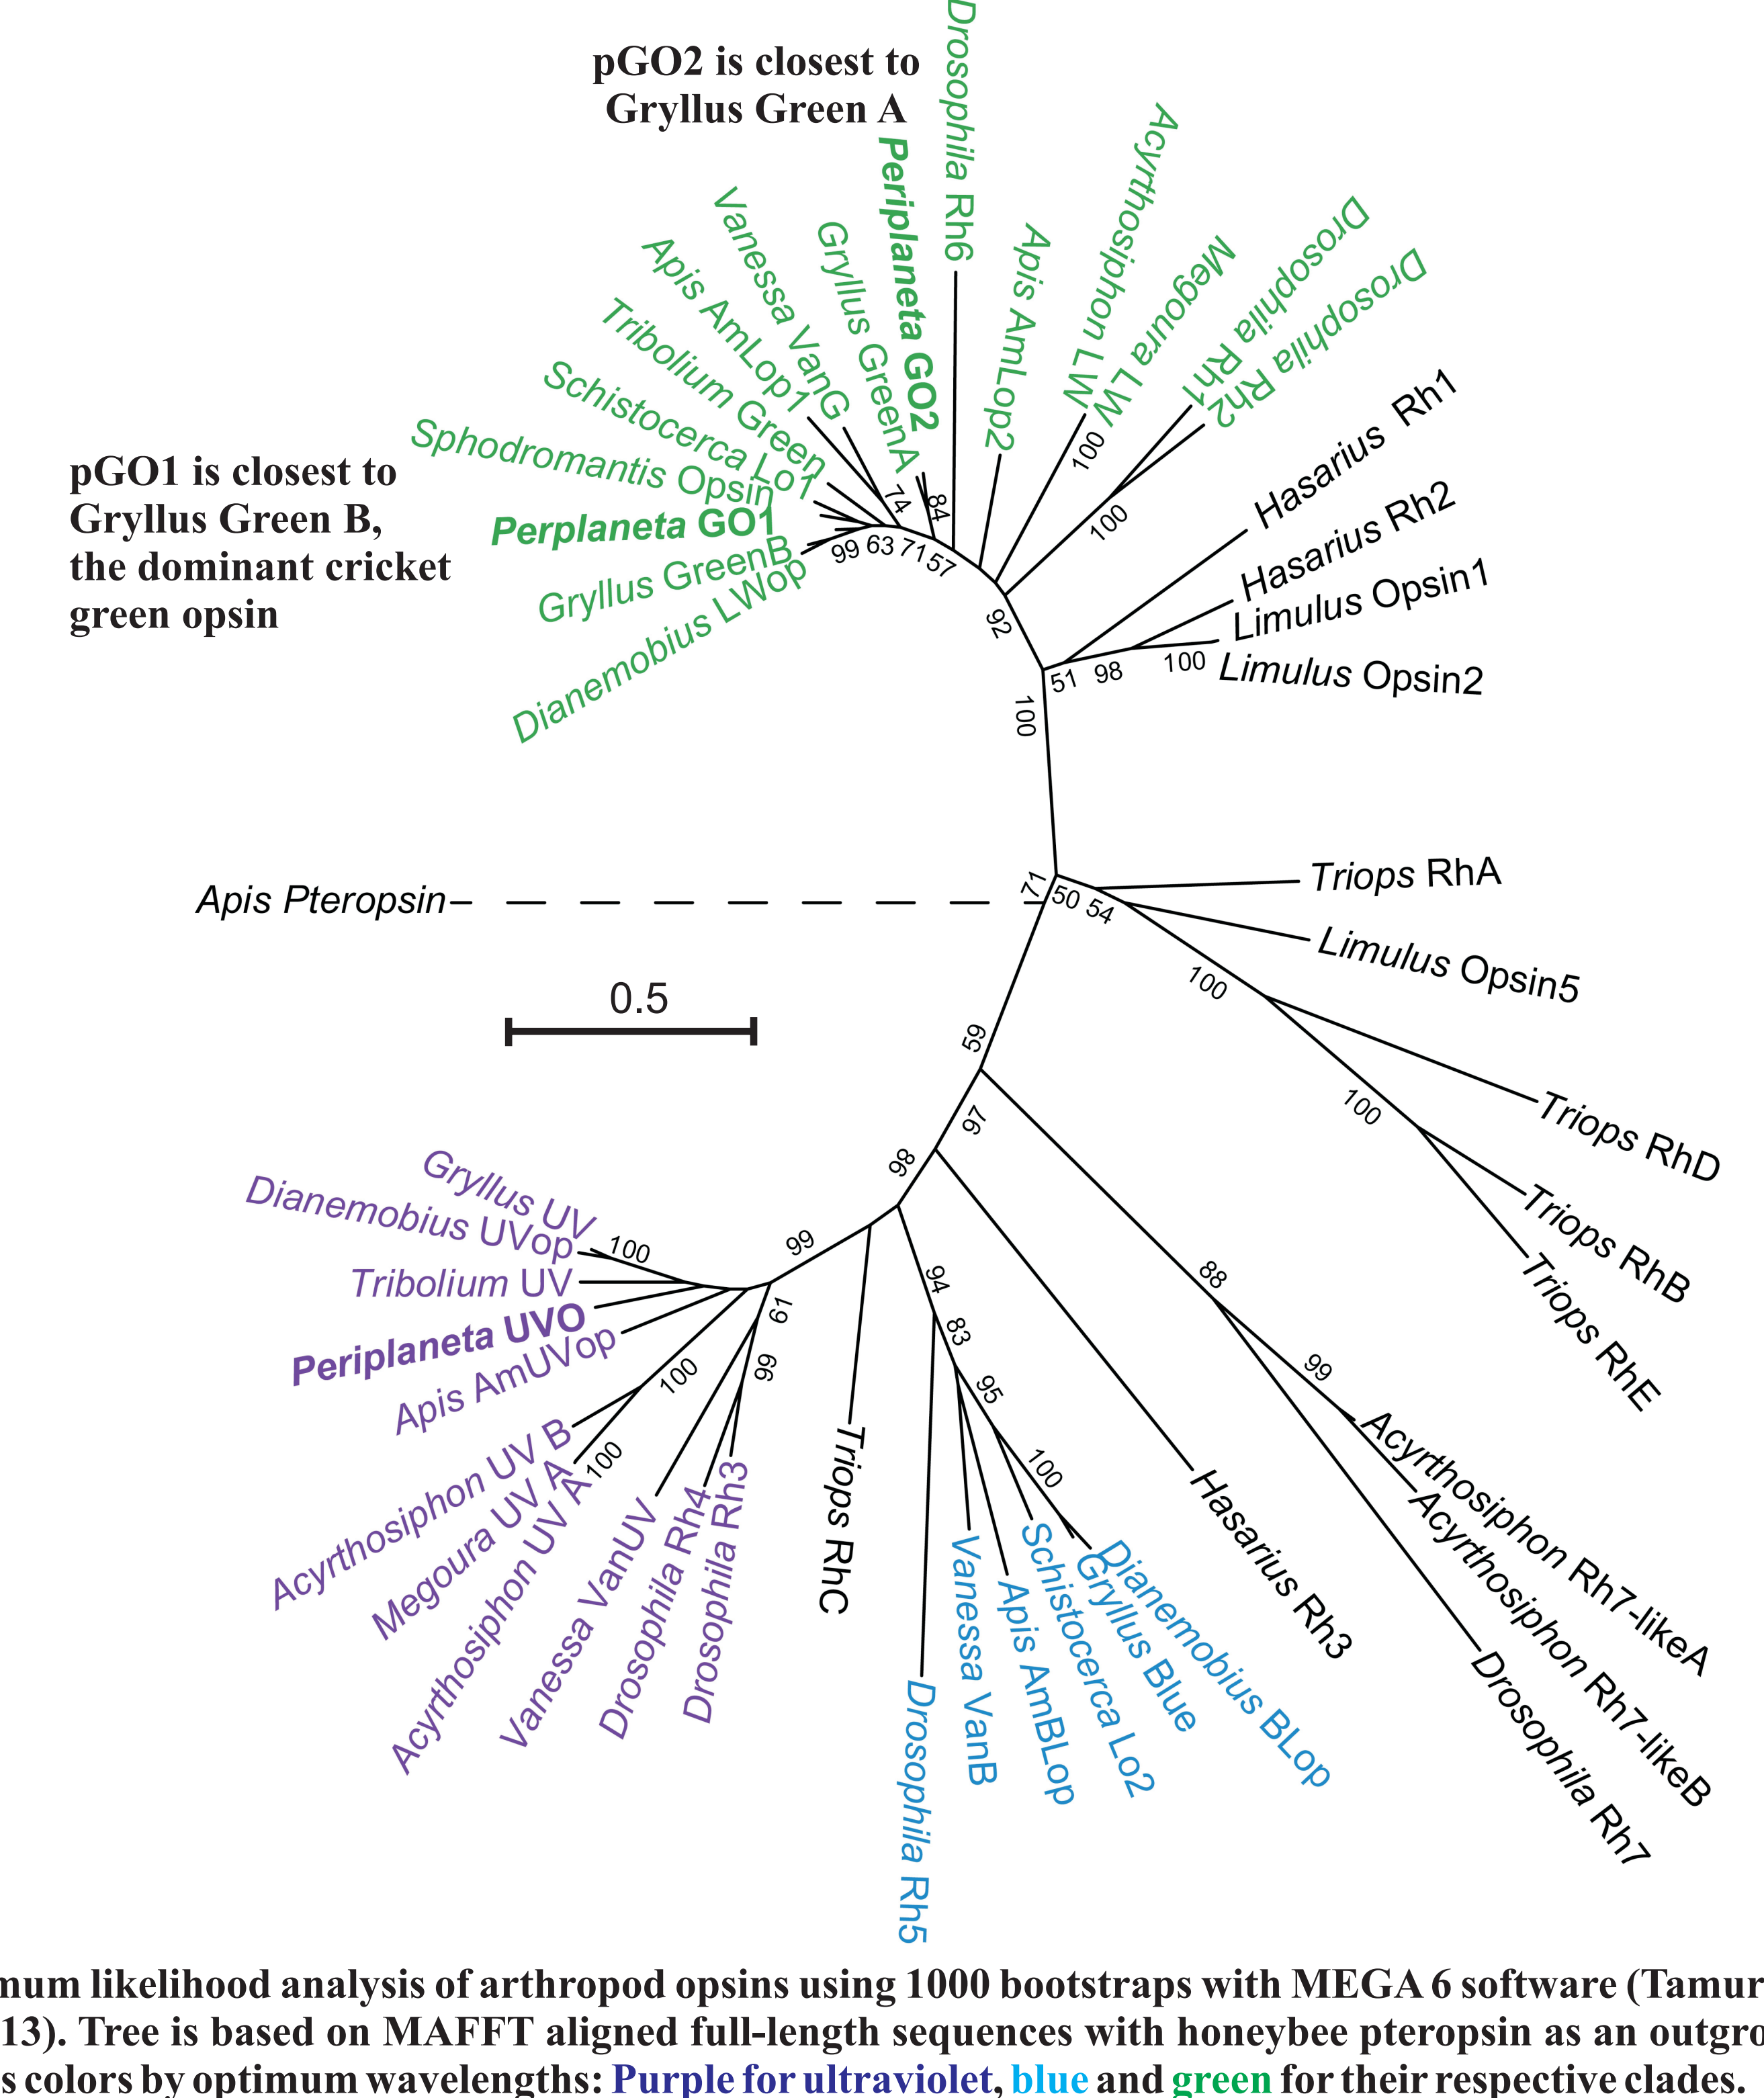 pGO2 is closest to
Gryllus Green A
pGO1 is closest to
Gryllus Green B,
the dominant cricket
green opsin
Dianemobius LWop
Gryllus GreenB
Perplaneta GO1
Sphodromantis Opsin
Schistocerca Lo1
Tribolium Green
Apis AmLop1
Vanessa VanG
Gryllus GreenA
Periplaneta GO2
Drosophila Rh6
Apis AmLop2
Acyrthosiphon LW
Megoura LW
Drosophila Rh1
Drosophila Rh2
Hasarius Rh1
Hasarius Rh2
Limulus Opsin1
Limulus Opsin2
99
63
71
57
74
84
100
100
92
51
98
100
100
Triops RhA
Limulus Opsin5
Triops RhD
Triops RhB
Triops RhE
71
50
54
100
100
Apis Pteropsin
0.5
59
97
98
88
99
Acyrthosiphon Rh7-likeA
Acyrthosiphon Rh7-likeB
Drosophila Rh7
Hasarius Rh3
94
83
95
100
Dianemobius BLop
Gryllus Blue
Schistocerca Lo2
Apis AmBLop
Vanessa VanB
Drosophila Rh5
Triops RhC
99
61
99
100
100
100
Gryllus UV
Dianemobius UVop
Tribolium UV
Periplaneta UVO
Apis AmUVop
Acyrthosiphon UV B
Megoura UV A
Acyrthosiphon UV A
Vanessa VanUV
Drosophila Rh4
Drosophila Rh3
mum likelihood analysis of arthropod opsins using 1000 bootstraps with MEGA 6 software (Tamur
13). Tree is based on MAFFT aligned full-length sequences with honeybee pteropsin as an outgro
s colors by optimum wavelengths: Purple for ultraviolet, blue and green for their respective clades.